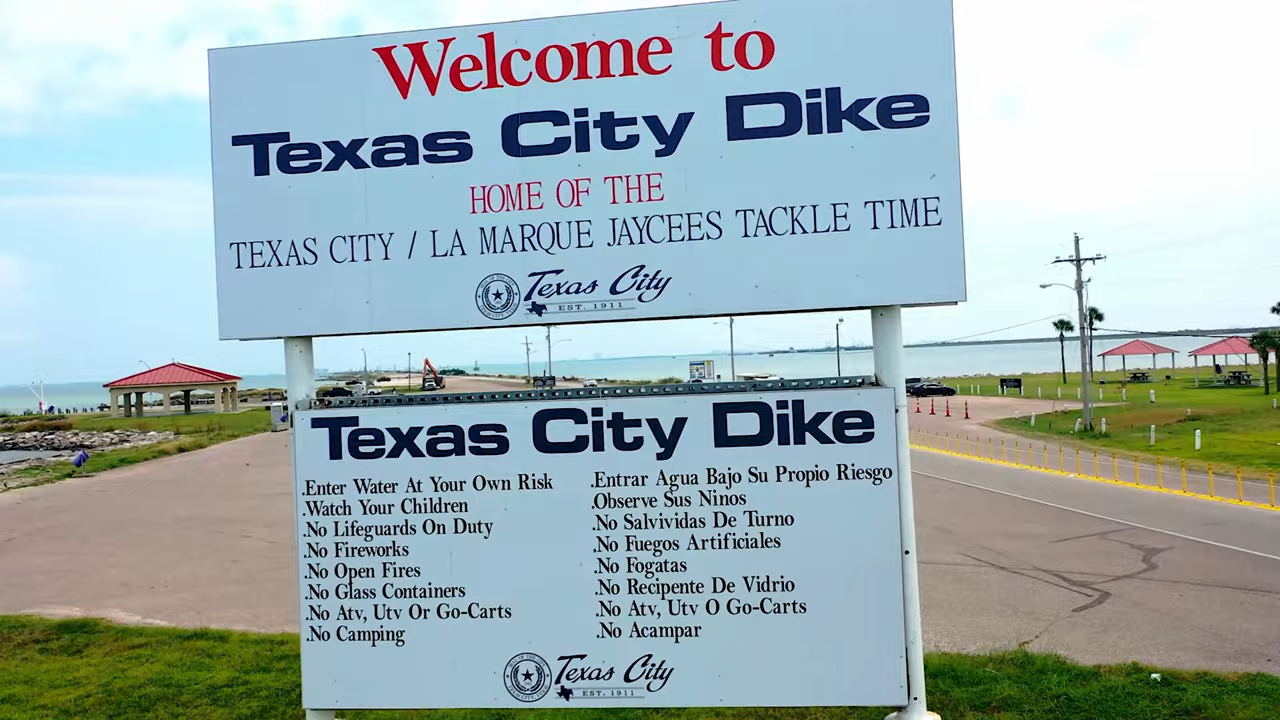 Welcome to
Texas City Dike
HOME OF THE
TEXAS CITY / LA MARQUE JAYCEES TACKLE TIME
Texas City
EST. 1911
Texas City Dike
.Enter Water At Your Own Risk
.Watch Your Children
.No Lifeguards On Duty
.No Fireworks
.No Open Fires
.No Glass Containers
.No Atv, Utv Or Go-Carts
.No Camping
.Entrar Agua Bajo Su Propio Riesgo
.Observe Sus Ninos
.No Salvividas De Turno
.No Fuegos Artificiales
.No Fogatas
.No Recipente De Vidrio
.No Atv, Utv O Go-Carts
.No Acampar
Texas City
EST. 1911